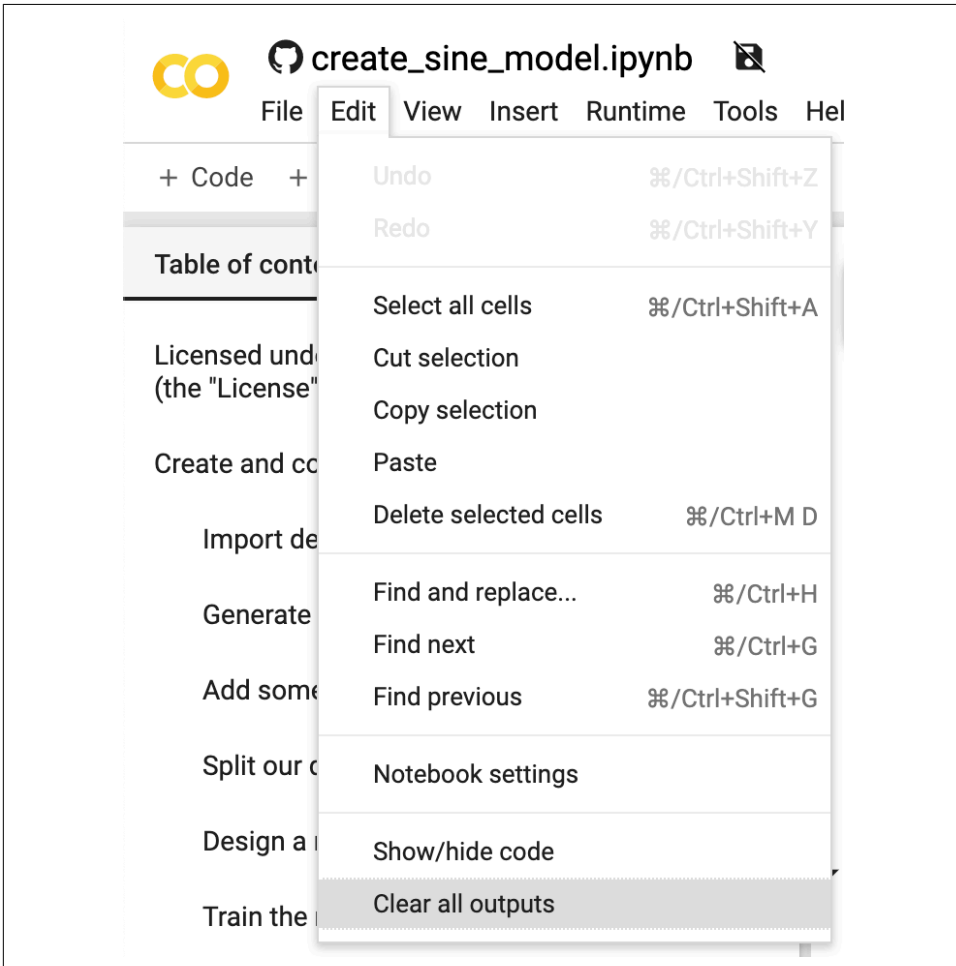 create_sine_model.ipynb
File Edit View Insert Runtime Tools Hel
+ Code +
Undo ⌘/Ctrl+Shift+Z
Redo ⌘/Ctrl+Shift+Y
Table of conte
Select all cells ⌘/Ctrl+Shift+A
Licensed unde
Cut selection
(the "License"
Copy selection
Create and co
Paste
Delete selected cells ⌘/Ctrl+M D
Import de
Find and replace... ⌘/Ctrl+H
Generate
Find next ⌘/Ctrl+G
Add some
Find previous ⌘/Ctrl+Shift+G
Split our d
Notebook settings
Design a
Show/hide code
Clear all outputs
Train the